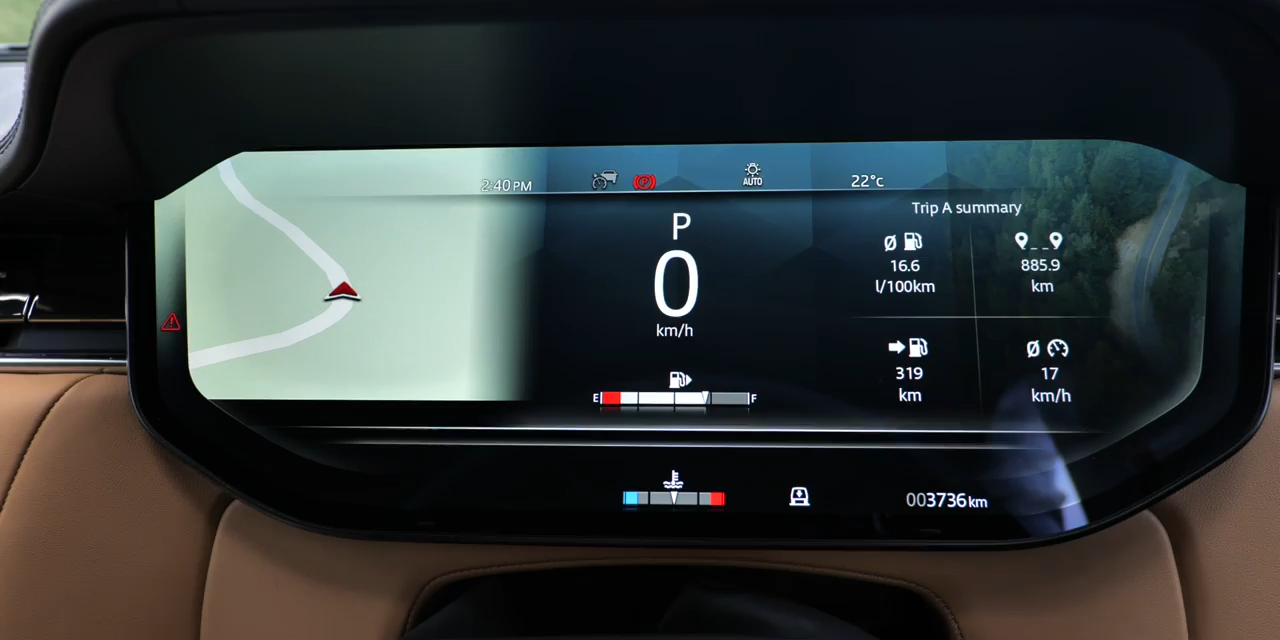 2:40 PM
AUTO
22°c
P
0
km/h
E F
Trip A summary
Ø
16.6
l/100km
885.9
km
319
km
Ø
17
km/h
003736 km